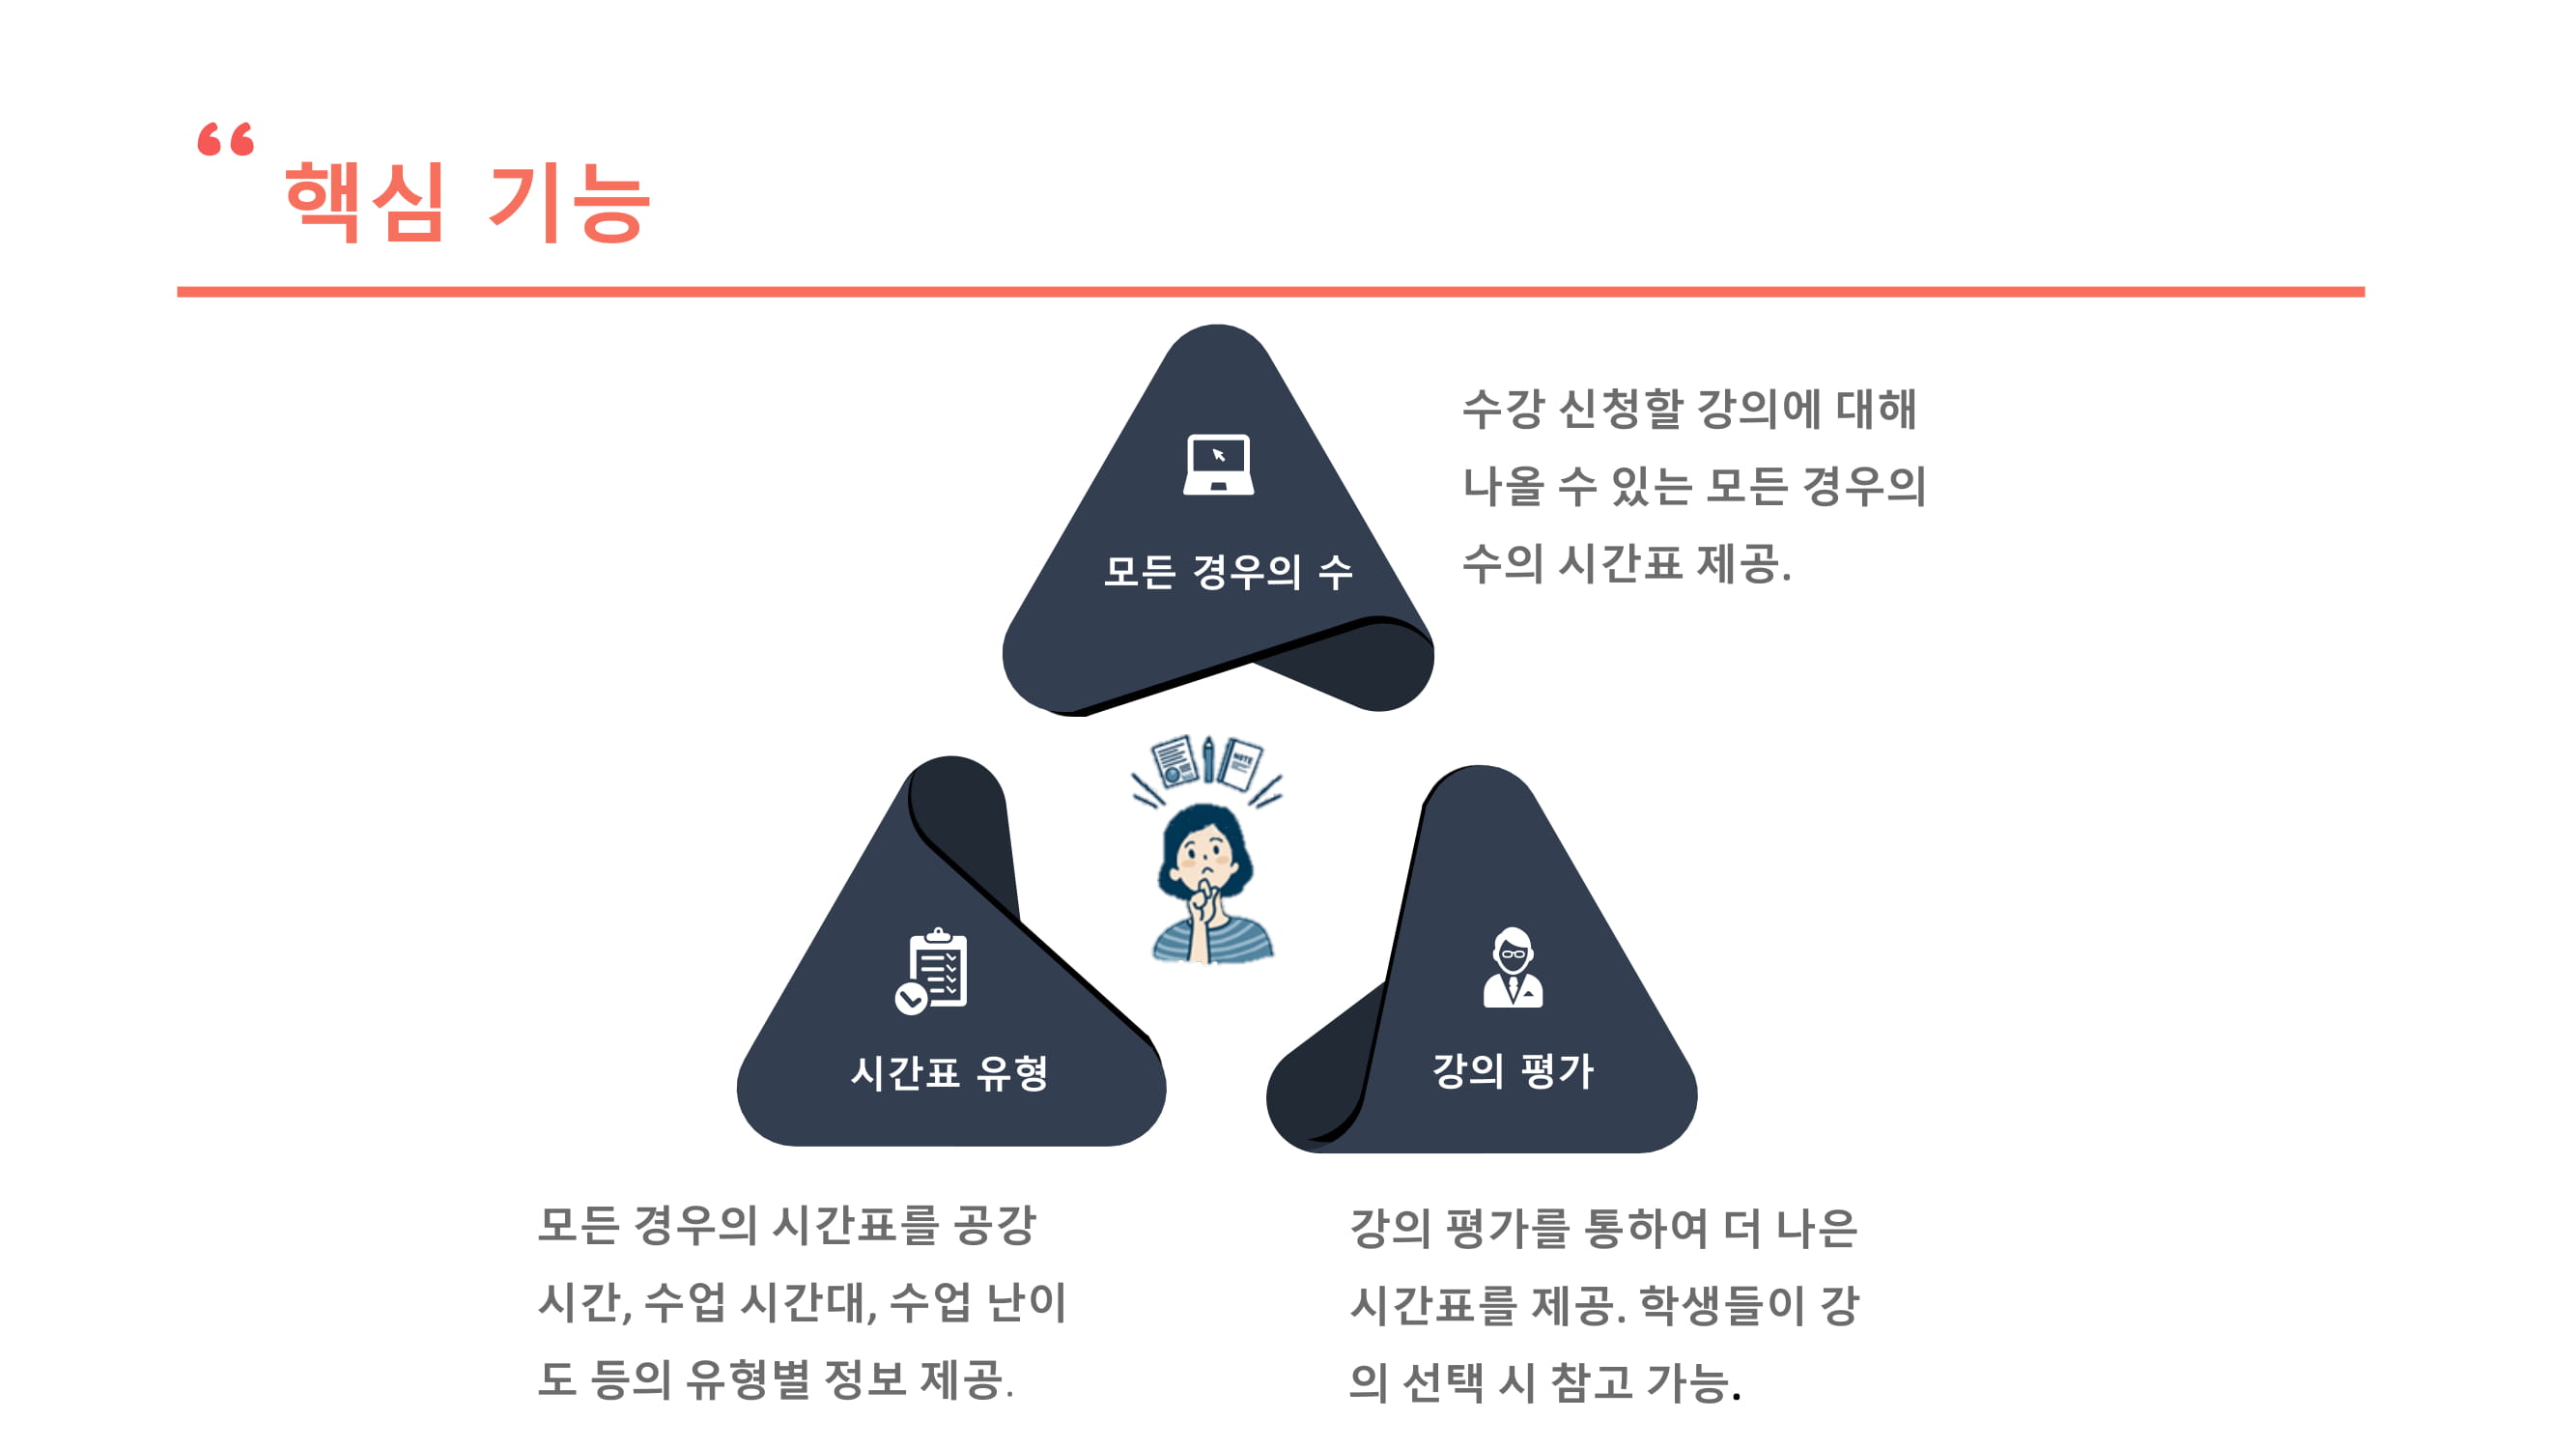 “ 핵심 기능
수강 신청할 강의에 대해
나올 수 있는 모든 경우의
수의 시간표 제공.
모든 경우의 수
NOTE
시간표 유형
강의 평가
모든 경우의 시간표를 공강
시간, 수업 시간대, 수업 난이
도 등의 유형별 정보 제공.
강의 평가를 통하여 더 나은
시간표를 제공. 학생들이 강
의 선택 시 참고 가능.